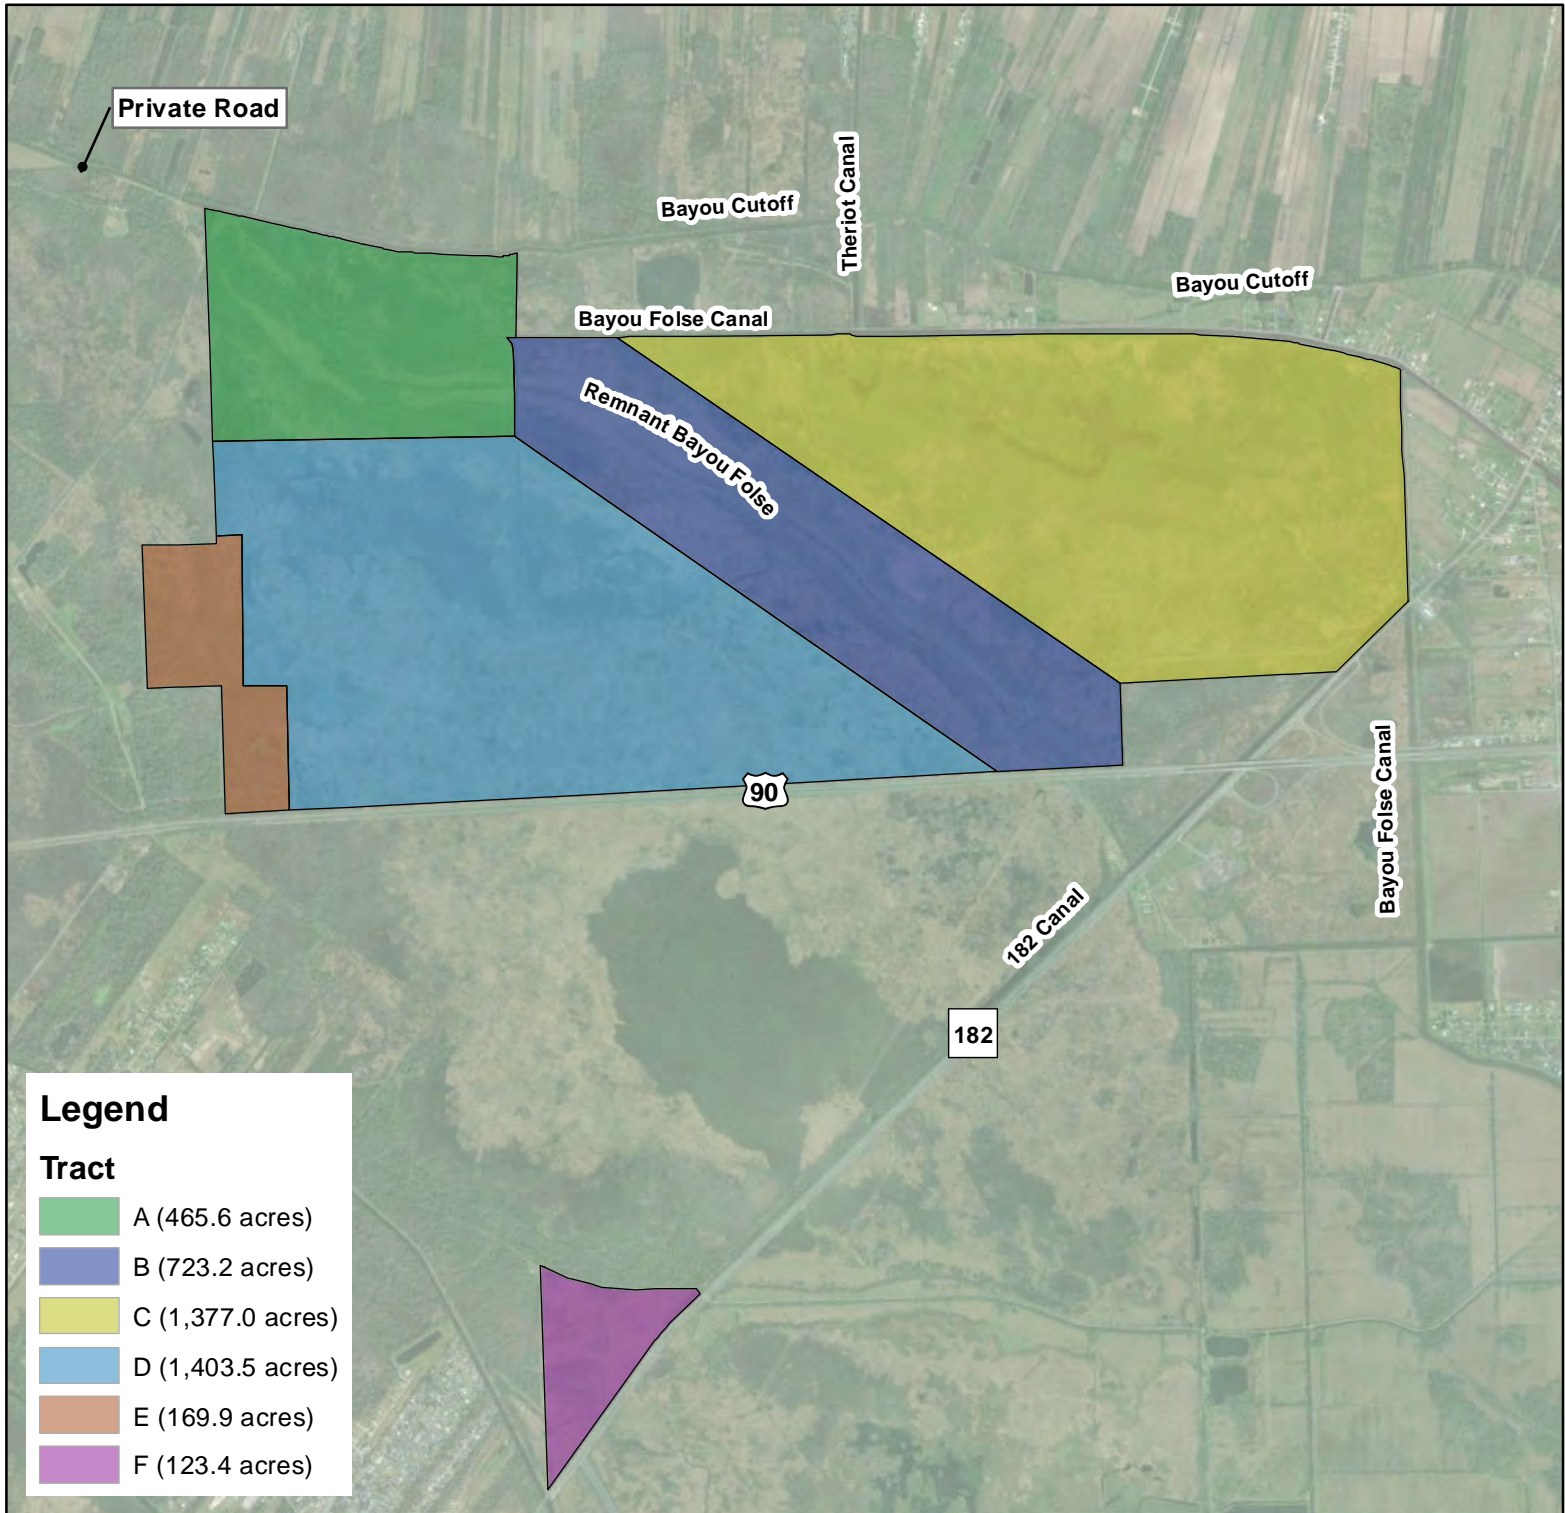 Private Road
Bayou Cutoff
Theriot Canal
Bayou Cutoff
Bayou Folse Canal
Remnant Bayou Folse
90
Bayou Folse Canal
182 Canal
182
Legend
Tract
A (465.6 acres)
B (723.2 acres)
C (1,377.0 acres)
D (1,403.5 acres)
E (169.9 acres)
F (123.4 acres)